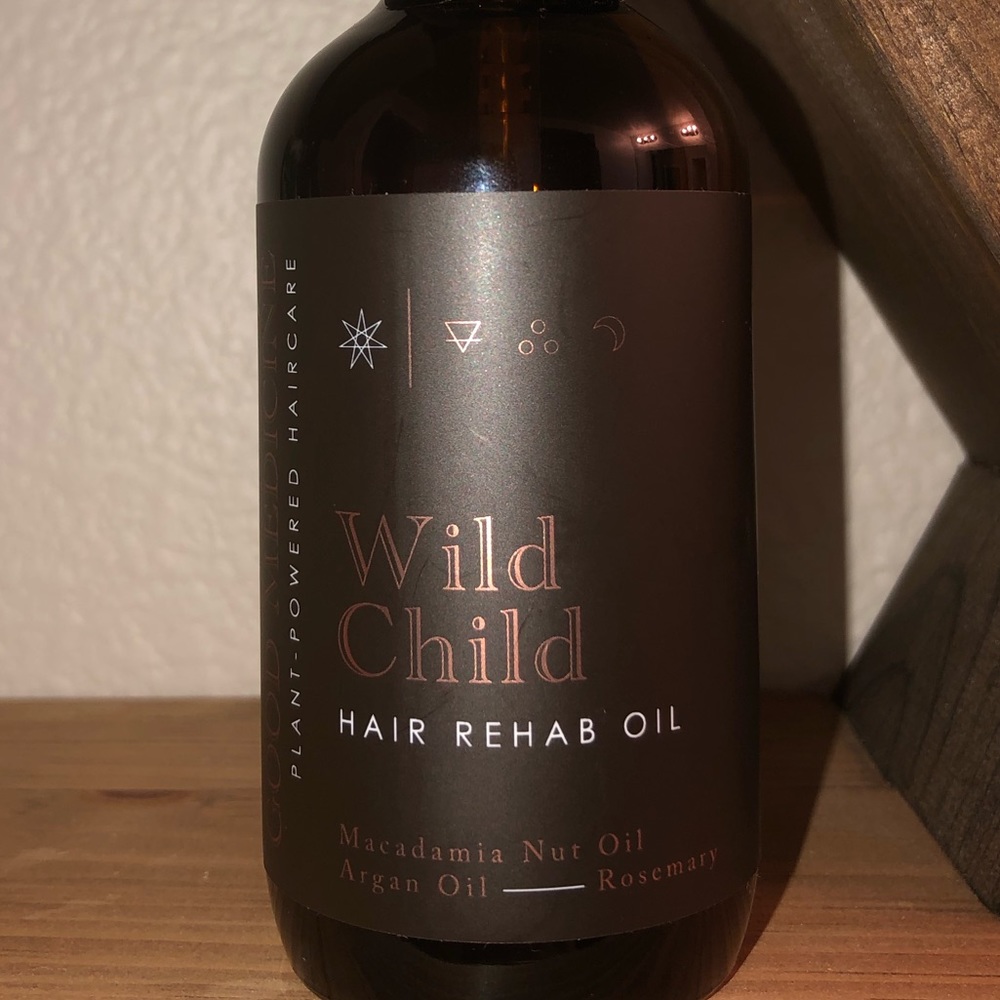 GOOD MEDICINE
PLANT-POWERED HAIRCARE
Wild
Child
HAIR REHAB OIL
Macadamia Nut Oil
Argan Oil — Rosemary